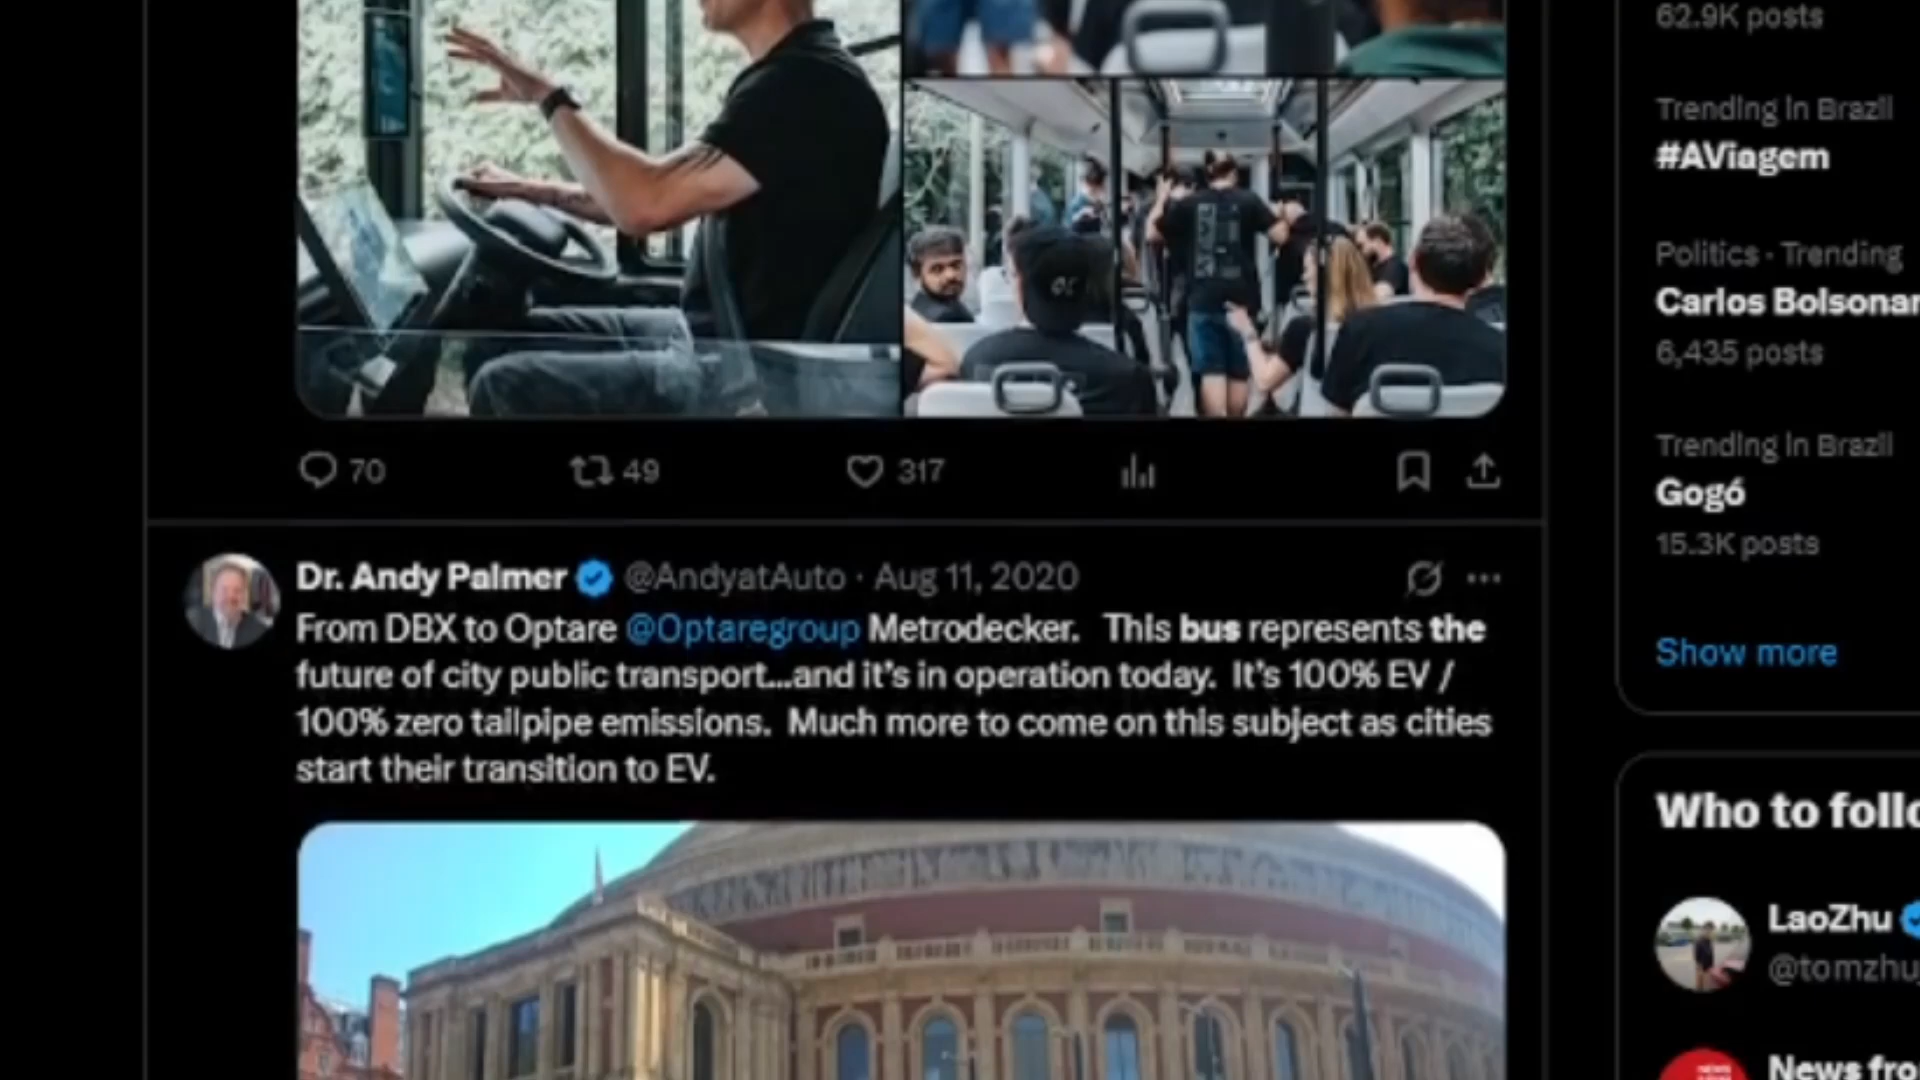 62.9K posts
Trending in Brazil
#AViagem
Politics · Trending
Carlos Bolsonar
6,435 posts
Trending in Brazil
Gogó
15.3K posts
Show more
70 49 317
Dr. Andy Palmer @AndyatAuto · Aug 11, 2020
From DBX to Optare @Optaregroup Metrodecker. This bus represents the
future of city public transport...and it's in operation today. It's 100% EV /
100% zero tailpipe emissions. Much more to come on this subject as cities
start their transition to EV.
Who to follo
LaoZhu
@tomzhu
News fro